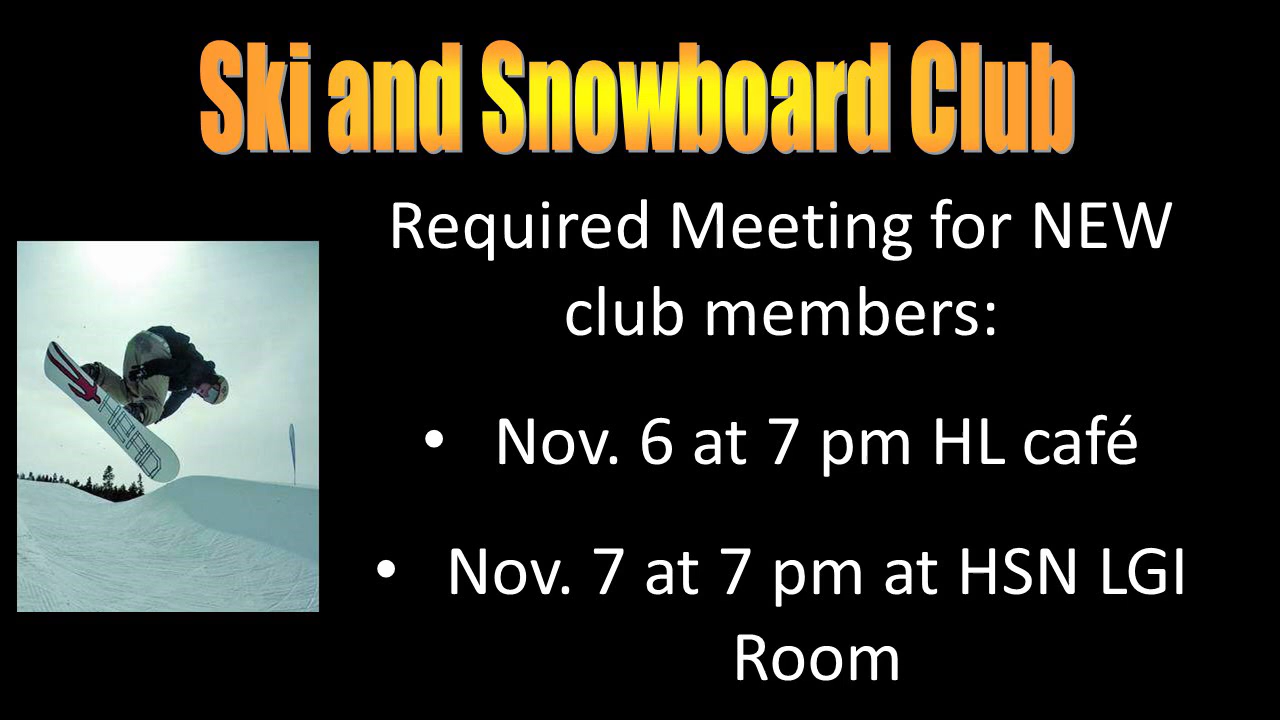 Ski and Snowboard Club
Required Meeting for NEW
club members:
• Nov. 6 at 7 pm HL café
• Nov. 7 at 7 pm at HSN LGI
Room
HEAD